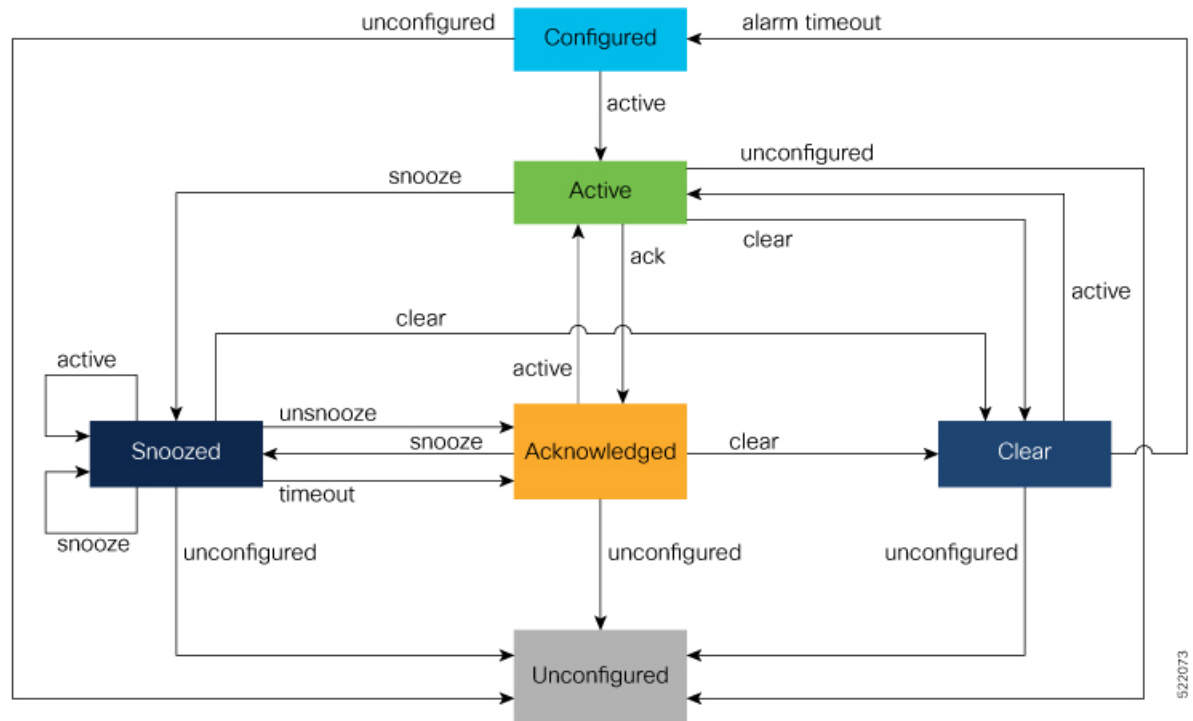 unconfigured
Configured
alarm timeout
active
unconfigured
snooze
Active
clear
ack
active
clear
active
active
unsnooze
Snoozed
snooze
Acknowledged
clear
Clear
timeout
snooze
unconfigured
unconfigured
unconfigured
Unconfigured
522073